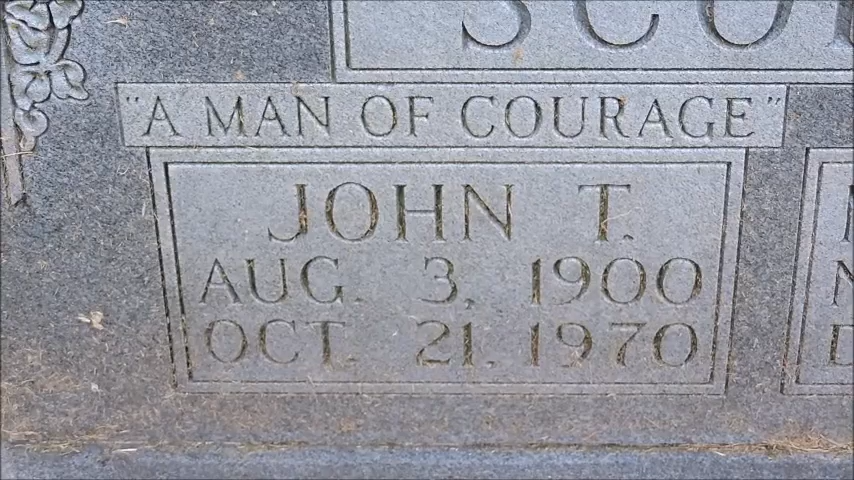 "A MAN OF COURAGE"
JOHN T.
AUG. 3, 1900
OCT. 21, 1970